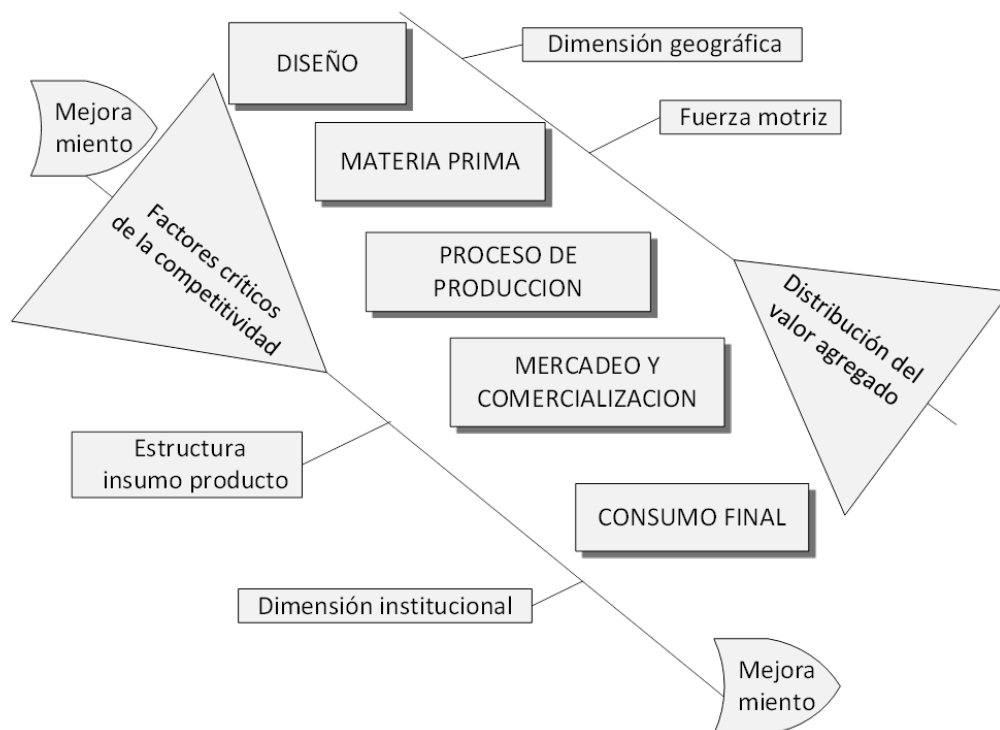 DISEÑO
Dimensión geográfica
Mejora
miento
Fuerza motriz
MATERIA PRIMA
Factores críticos
de la competitividad
PROCESO DE
PRODUCCION
Distribución del
valor agregado
MERCADEO Y
COMERCIALIZACION
Estructura
insumo producto
CONSUMO FINAL
Dimensión institucional
Mejora
miento